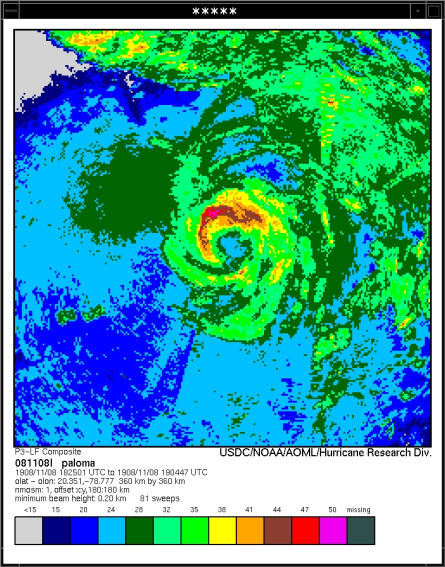 *****
P3-LF Composite
USDC/NOAA/AOML/Hurricane Research Div.
081108I paloma
1908/11/08 182501 UTC to 1908/11/08 190447 UTC
olat - olon: 20.351,-78.777 360 km by 360 km
nmosm: 1, offset :x,y,180:180 km
minimum beam height: 0.20 km 81 sweeps
<15 15 20 24 28 32 35 38 41 44 47 50 missing